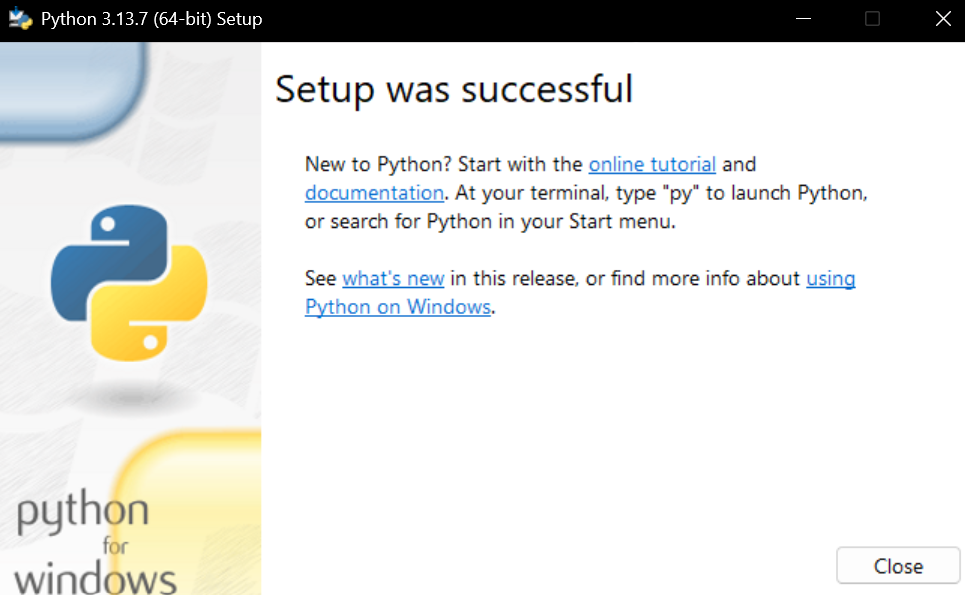 Python 3.13.7 (64-bit) Setup
Setup was successful
New to Python? Start with the online tutorial and
documentation. At your terminal, type "py" to launch Python,
or search for Python in your Start menu.
See what's new in this release, or find more info about using
Python on Windows.
python
for
windows
Close